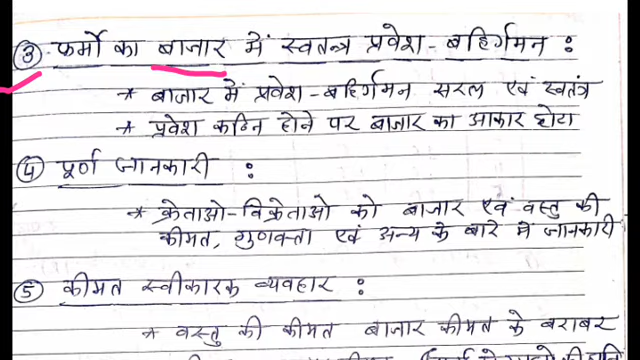 ③ फर्मो का बाजार में स्वतन्त्र प्रवेश - बहिर्गमन :
* बाजार में प्रवेश - बहिर्गमन सरल एवं स्वतंत्र
* प्रवेश कठिन होने पर बाजार का आकार छोटा
④ पूर्ण जानकारी :
* क्रेताओ - विक्रेताओ को बाजार एवं वस्तु की
कीमत, गुणवक्ता एवं अन्य के बारे में जानकारी
⑤ कीमत स्वीकारक व्यवहार :
* वस्तु की कीमत बाजार कीमत के बराबर